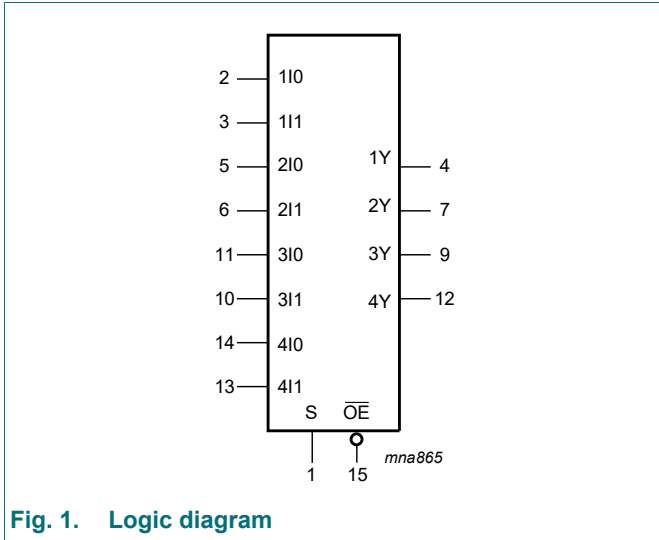 2 1I0
3 1I1
5 2I0 1Y 4
6 2I1 2Y 7
11 3I0 3Y 9
10 3I1 4Y 12
14 4I0
13 4I1
S OE
mna865
1 15
Fig. 1. Logic diagram